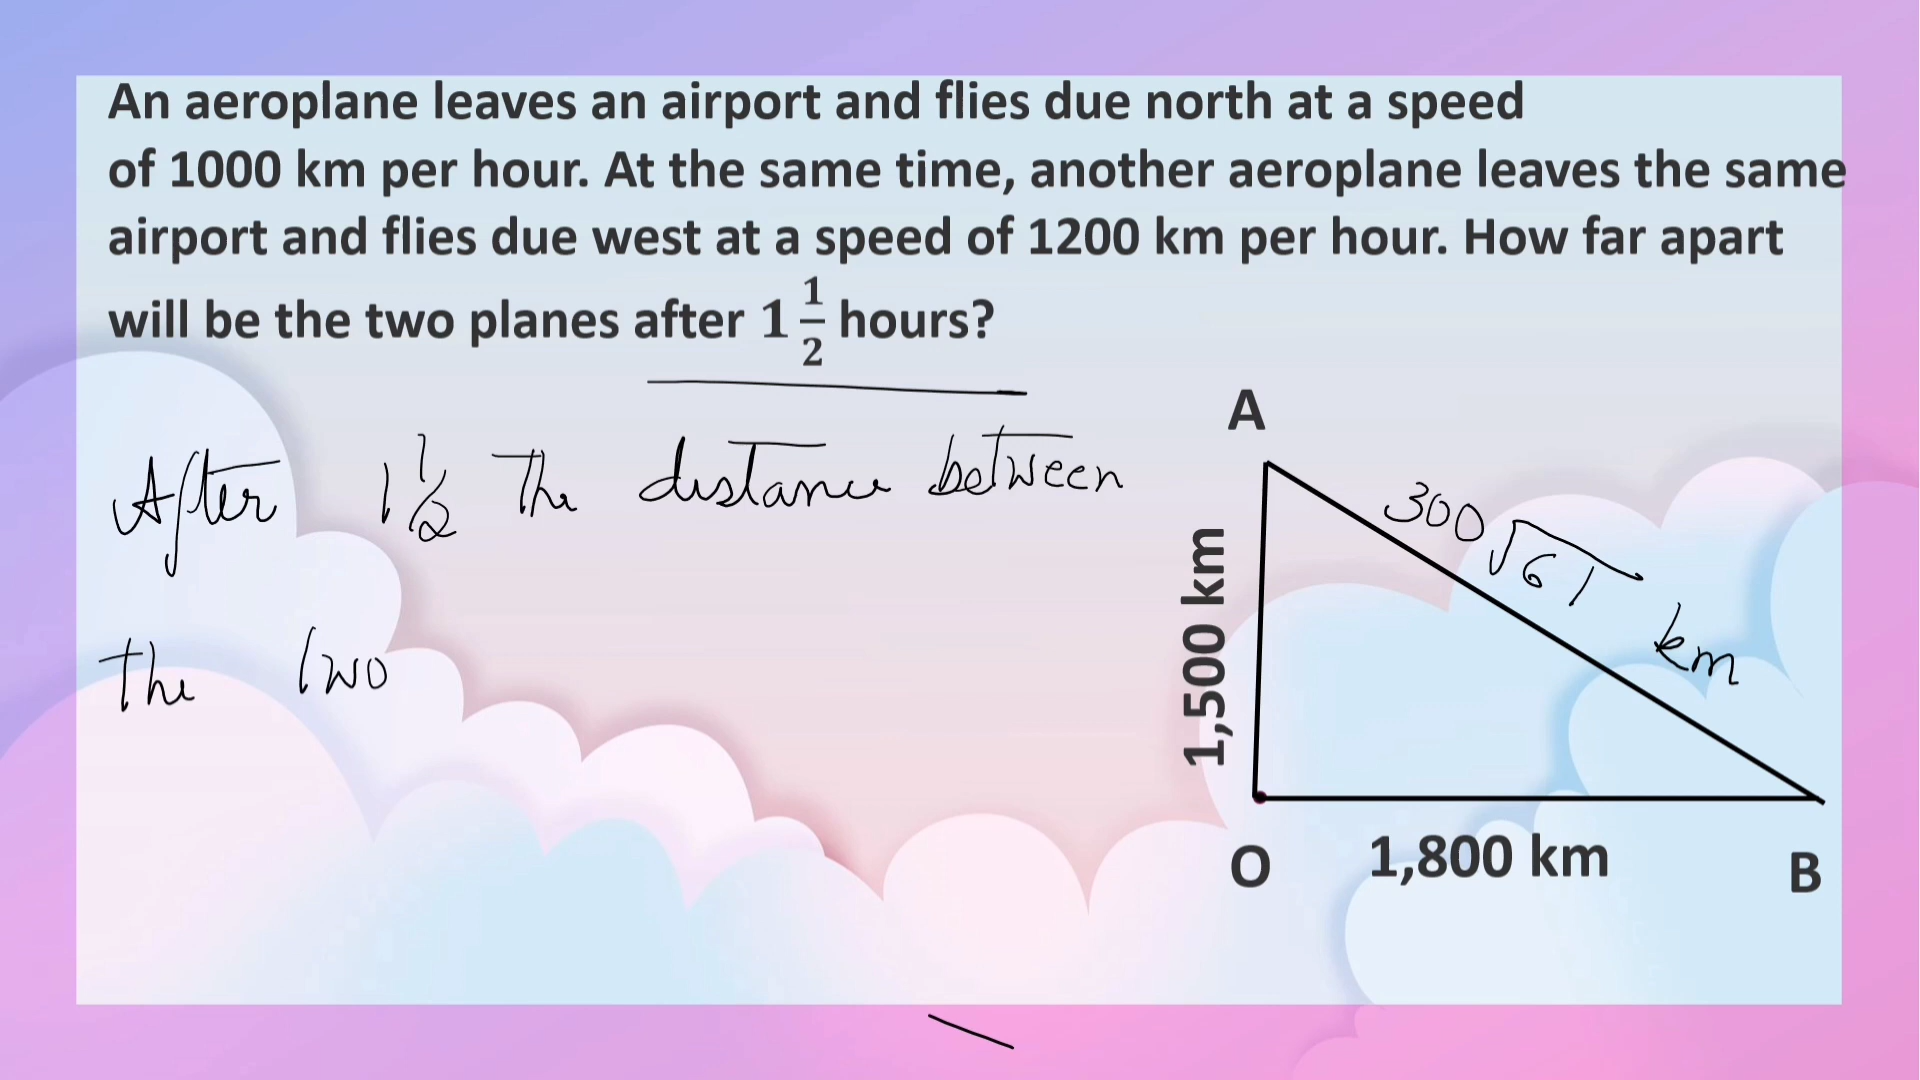 An aeroplane leaves an airport and flies due north at a speed
of 1000 km per hour. At the same time, another aeroplane leaves the same
airport and flies due west at a speed of 1200 km per hour. How far apart
will be the two planes after 1 1/2 hours?
After 1 1/2 The distance between
the two
A
300√61 km
1,500 km
O
1,800 km
B